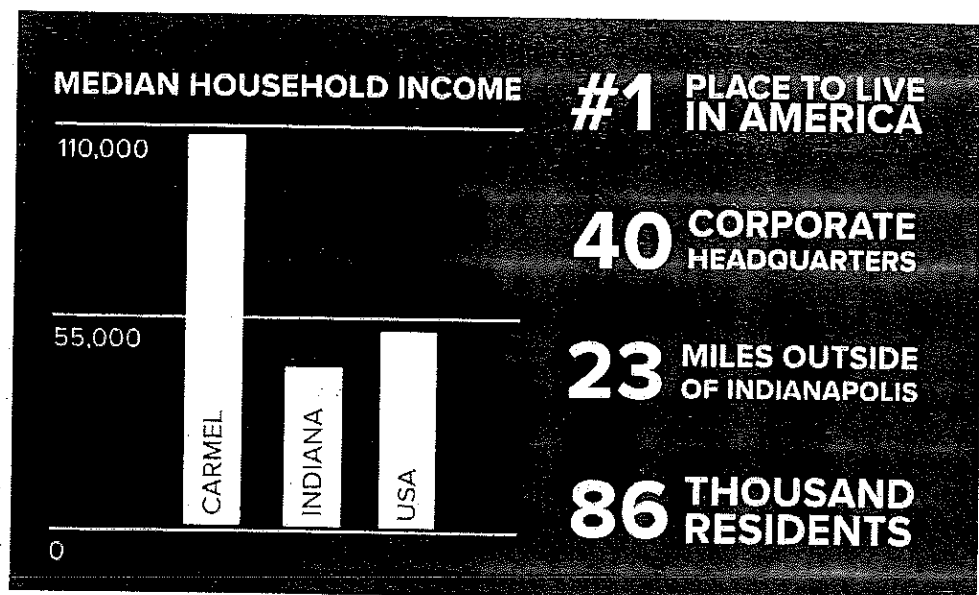 MEDIAN HOUSEHOLD INCOME
110,000
55,000
0
CARMEL
INDIANA
USA
#1 PLACE TO LIVE
IN AMERICA
40 CORPORATE
HEADQUARTERS
23 MILES OUTSIDE
OF INDIANAPOLIS
86 THOUSAND
RESIDENTS